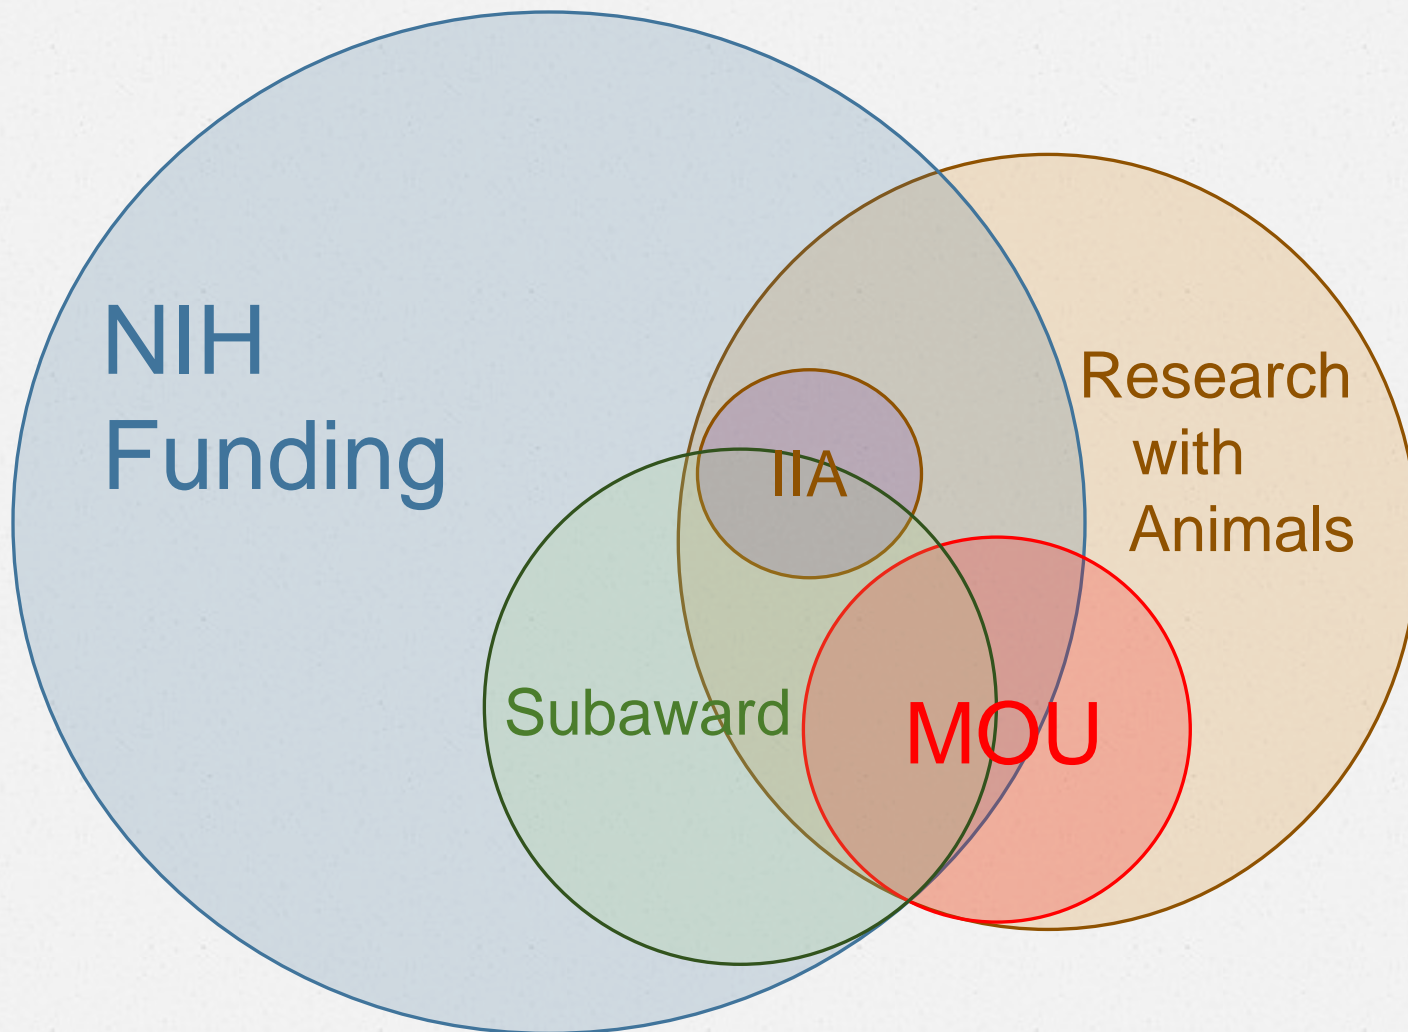 NIH
Funding
Research
with
Animals
IIA
Subaward
MOU